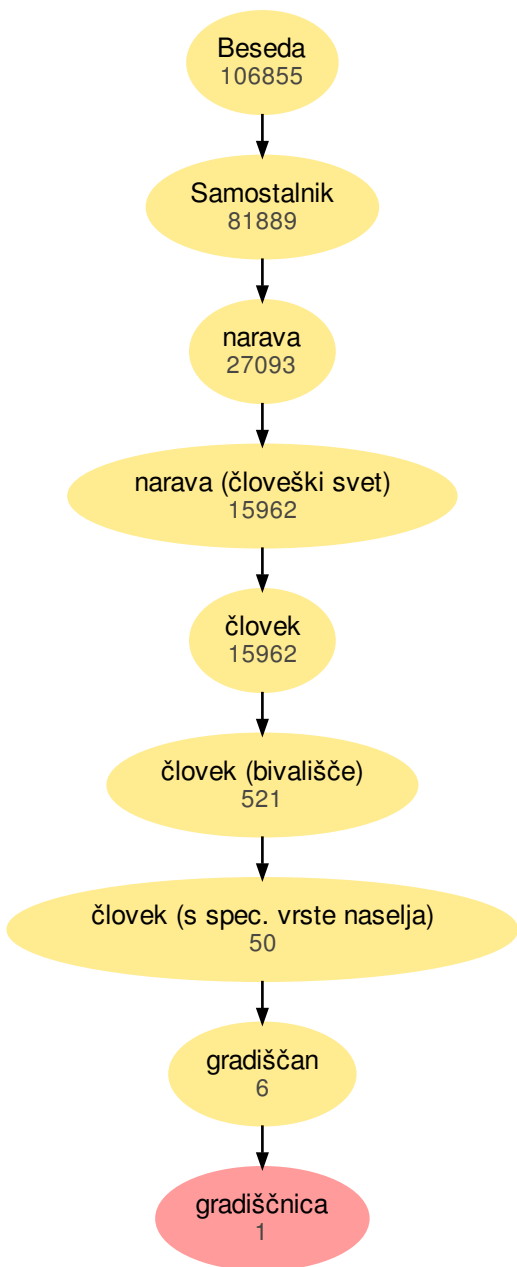 Beseda
106855
Samostalnik
81889
narava
27093
narava (človeški svet)
15962
človek
15962
človek (bivališče)
521
človek (s spec. vrste naselja)
50
gradiščan
6
gradiščnica
1